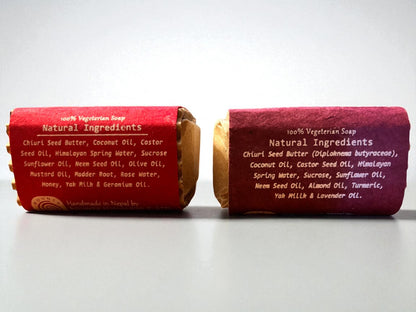 100% Vegeterian Soap
Natural Ingredients
Chiuri Seed Butter, Coconut Oil, Castor
Seed Oil, Himalayan Spring Water, Sucrose
Sunflower Oil, Neem Seed Oil, Olive Oil,
Mustard Oil, Madder Root, Rose Water,
Honey, Yak Milk & Geranium Oil.
Handmade in Nepal by
100% Vegeterian Soap
Natural Ingredients
Chiuri Seed Butter (Diploknema butyracea),
Coconut Oil, Castor Seed Oil, Himalayan
Spring Water, Sucrose, Sunflower Oil,
Neem Seed Oil, Almond Oil, Turmeric,
Yak Millk & Lavender Oil.